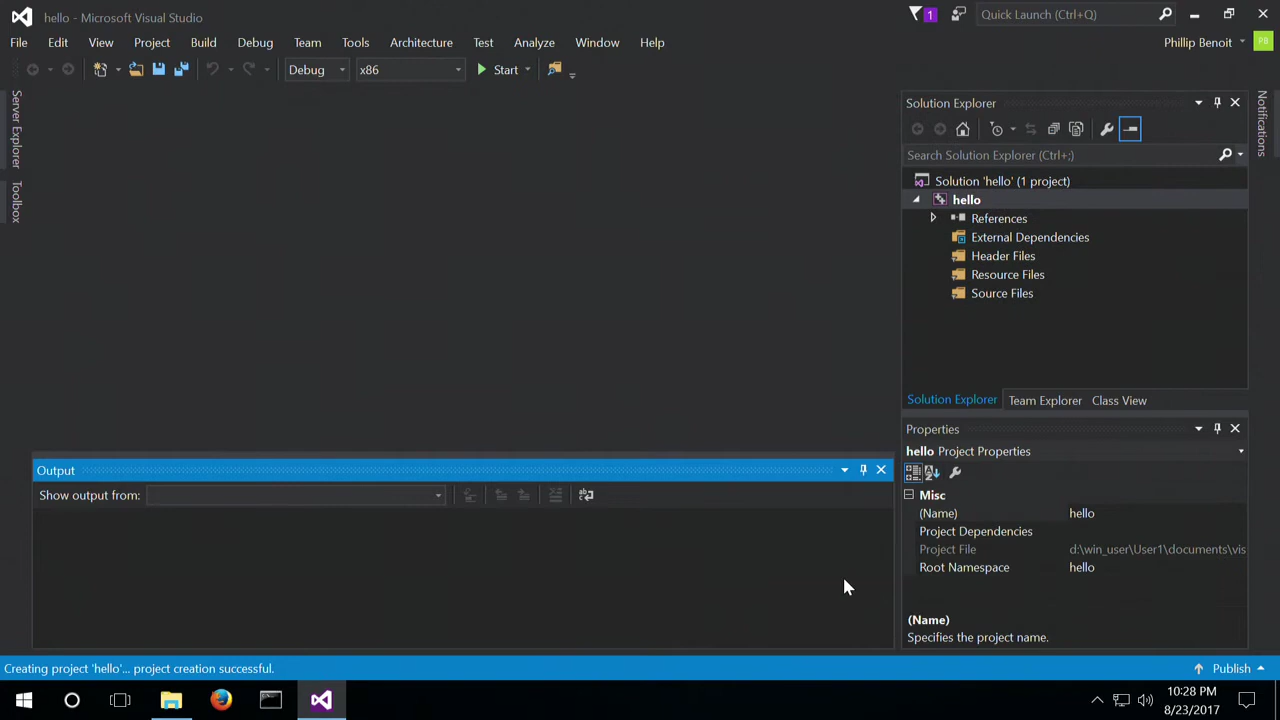 hello - Microsoft Visual Studio
1
Quick Launch (Ctrl+Q)
File Edit View Project Build Debug Team Tools Architecture Test Analyze Window Help
Phillip Benoit
PB
Debug x86 Start
Server Explorer
Toolbox
Notifications
Solution Explorer
Search Solution Explorer (Ctrl+;)
Solution 'hello' (1 project)
hello
References
External Dependencies
Header Files
Resource Files
Source Files
Solution Explorer Team Explorer Class View
Properties
hello Project Properties
Misc
(Name) hello
Project Dependencies
Project File d:\win_user\User1\documents\vis
Root Namespace hello
(Name)
Specifies the project name.
Output
Show output from:
Creating project 'hello'... project creation successful.
Publish
10:28 PM
8/23/2017